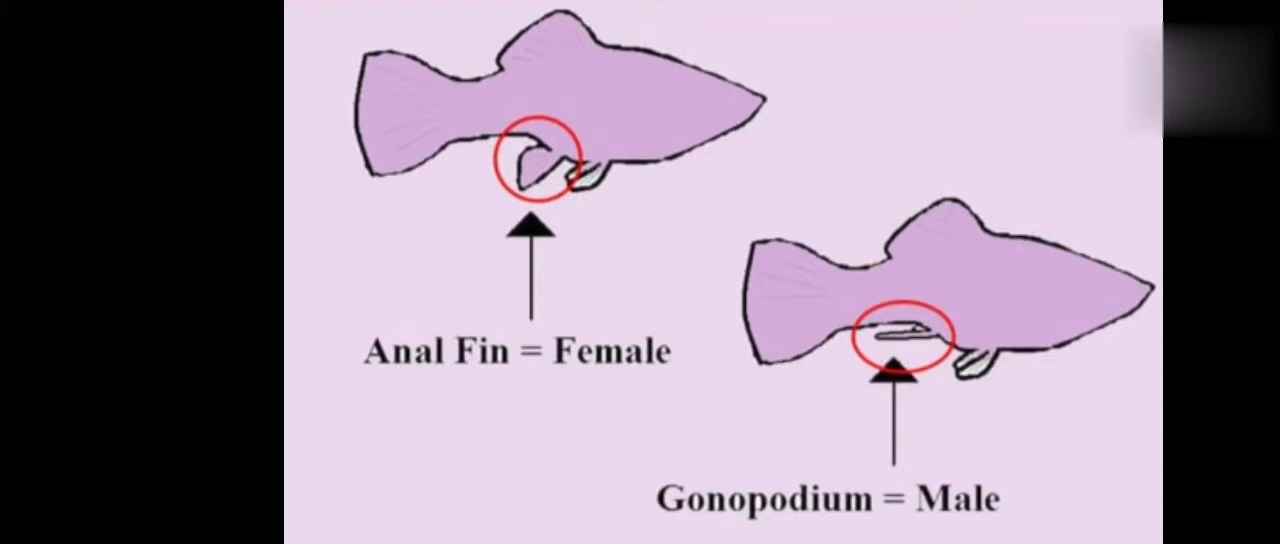 Anal Fin = Female
Gonopodium = Male